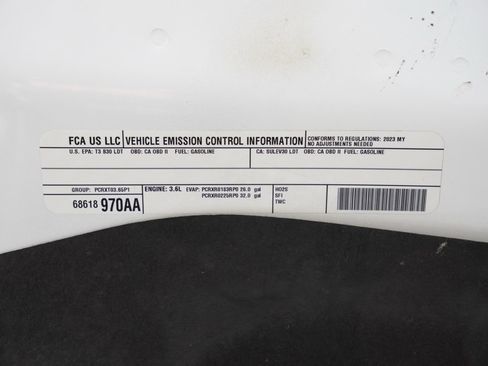 FCA US LLC VEHICLE EMISSION CONTROL INFORMATION CONFORMS TO REGULATIONS: 2023 MY
NO ADJUSTMENTS NEEDED
U.S. EPA: T3 B30 LDT OBD: CA OBD II FUEL: GASOLINE CA: SULEV30 LDT OBD: CA OBD II FUEL: GASOLINE
GROUP: PCRXT03.65P1 ENGINE: 3.6L EVAP: PCRXR0183RP0 26.0 gal HO2S
PCRXR0225RP0 32.0 gal SFI
68618 970AA TWC